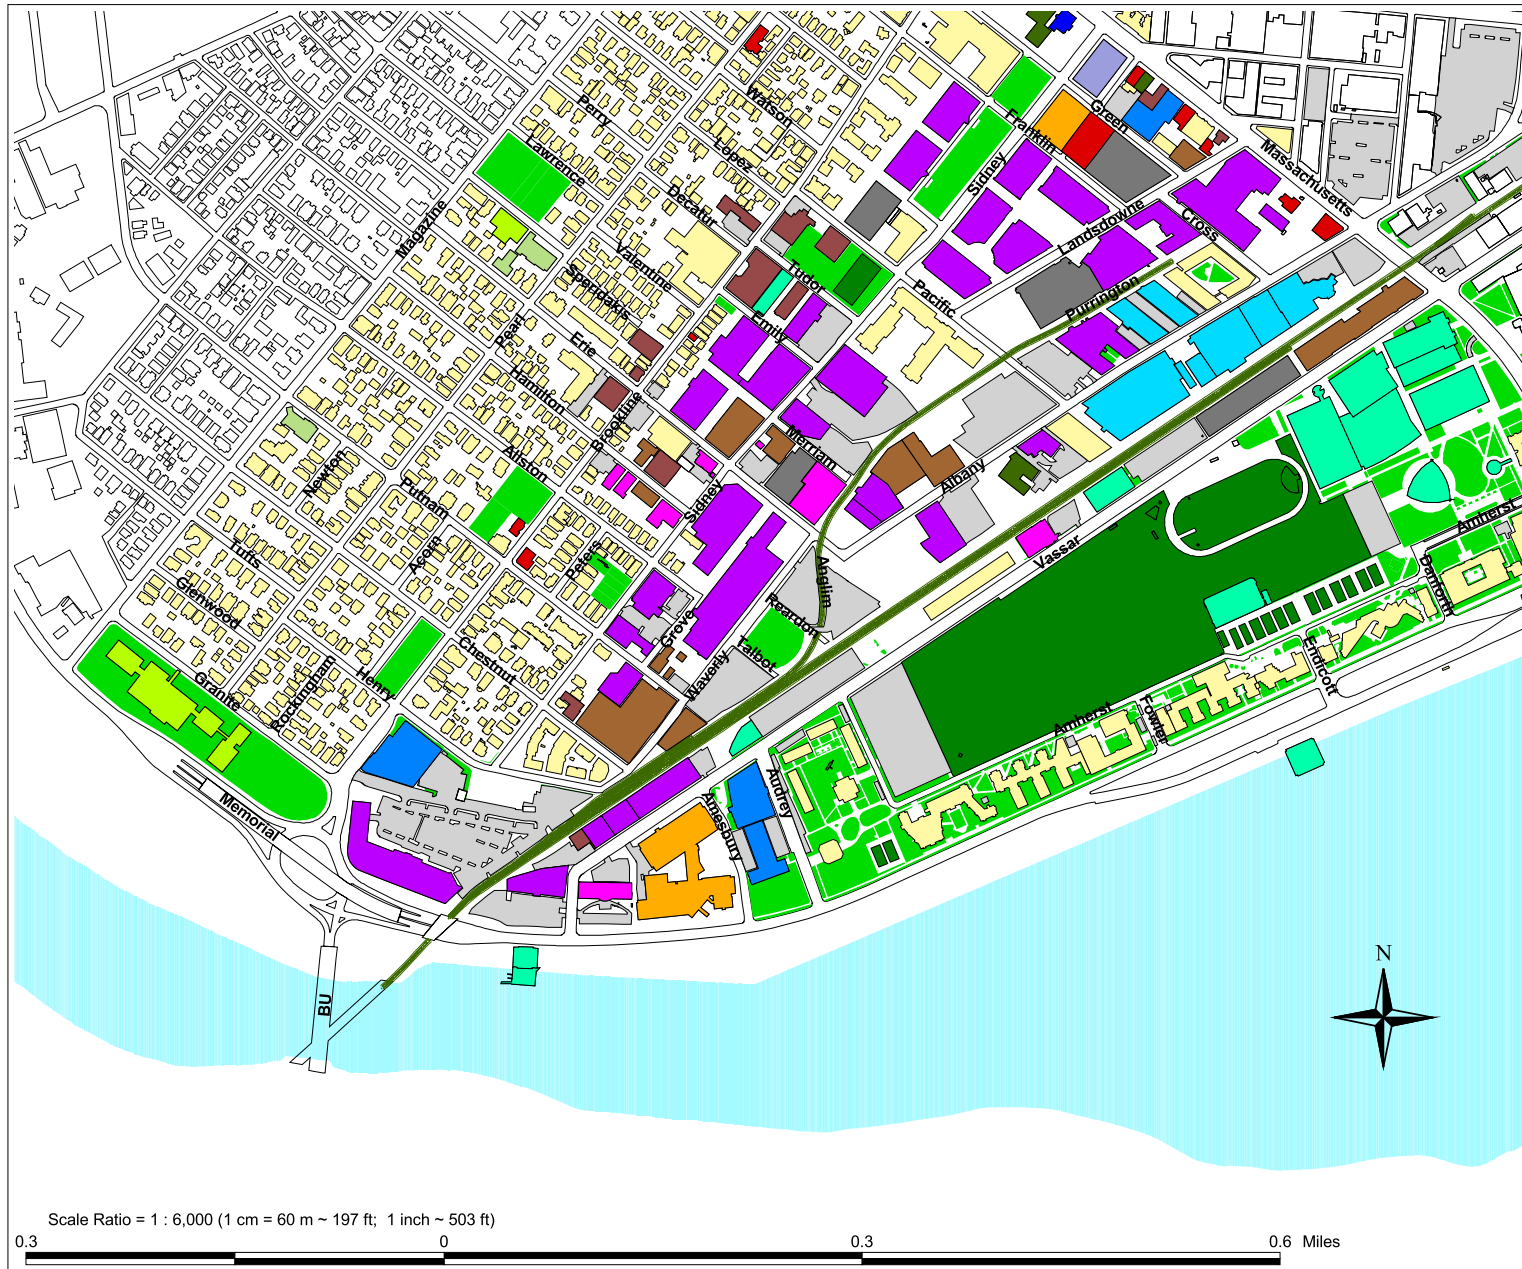 Perry
Watson
Green
Franklin
Lawrence
Lopez
Massachusetts
Sidney
Decatur
Magazine
Landsdowne
Cross
Valentine
Tudor
Speridakis
Pacific
Purrington
Pearl
Emily
Erie
Hamilton
Brookline
Merriam
Allston
Newton
Albany
Putnam
Sidney
Amherst
Tufts
Acorn
Peters
Vassar
Anglim
Danforth
Glenwood
Reardon
Grove
Talbot
Chestnut
Endicott
Waverly
Henry
Granite
Rockingham
Amherst
Fowler
Audrey
Memorial
Amesbury
N
BU
Scale Ratio = 1 : 6,000 (1 cm = 60 m ~ 197 ft; 1 inch ~ 503 ft)
0.3 0 0.3 0.6 Miles